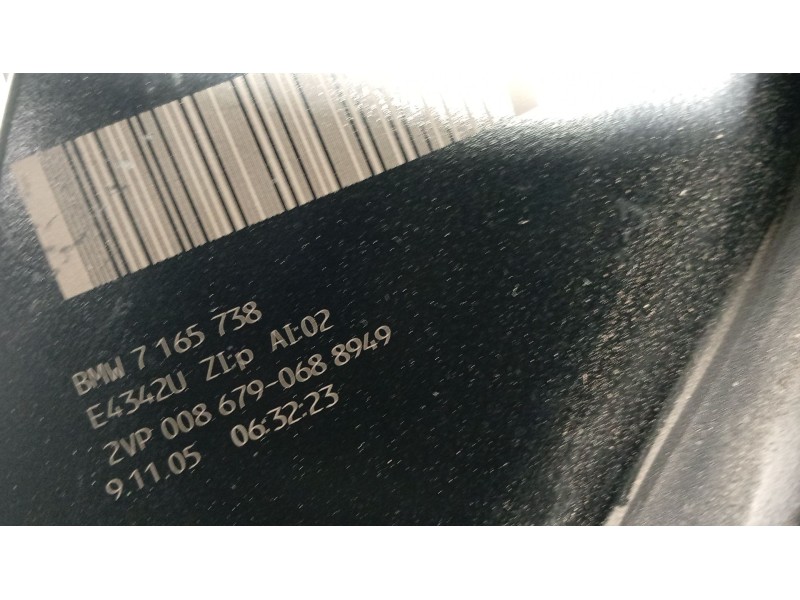 BMW 7 165 738
E4342U ZI:p AI:02
2VP 008 679-068 8949
9.11.05 06:32:23